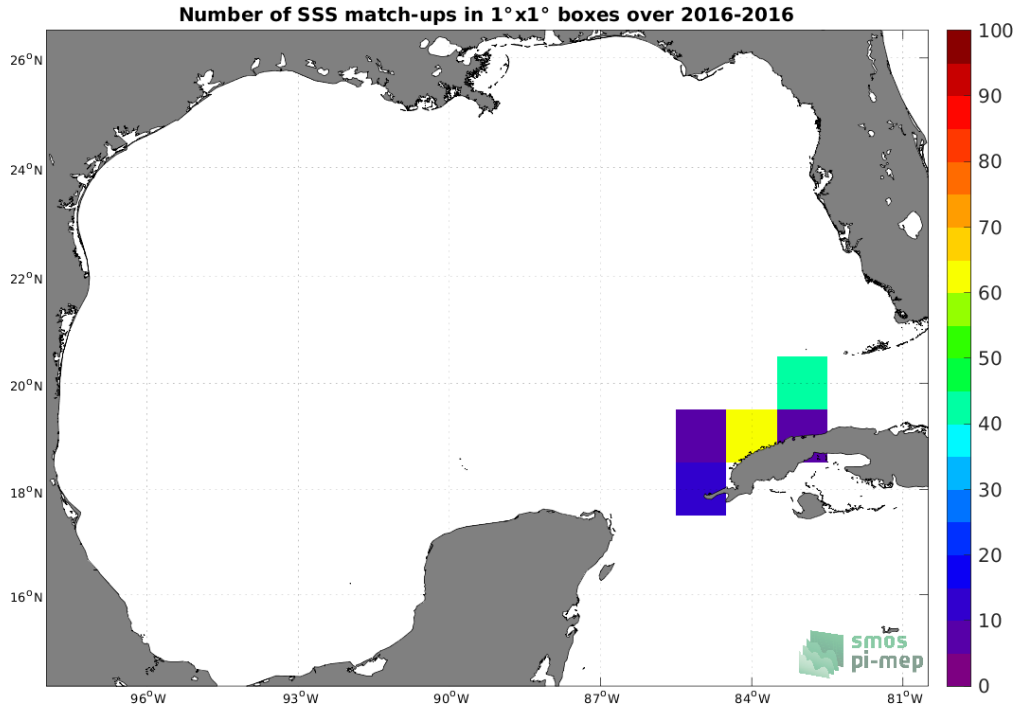 Number of SSS match-ups in 1°x1° boxes over 2016-2016
26°N
24°N
22°N
20°N
18°N
16°N
96°W
93°W
90°W
87°W
84°W
81°W
100
90
80
70
60
50
40
30
20
10
0
smos
pi-mep